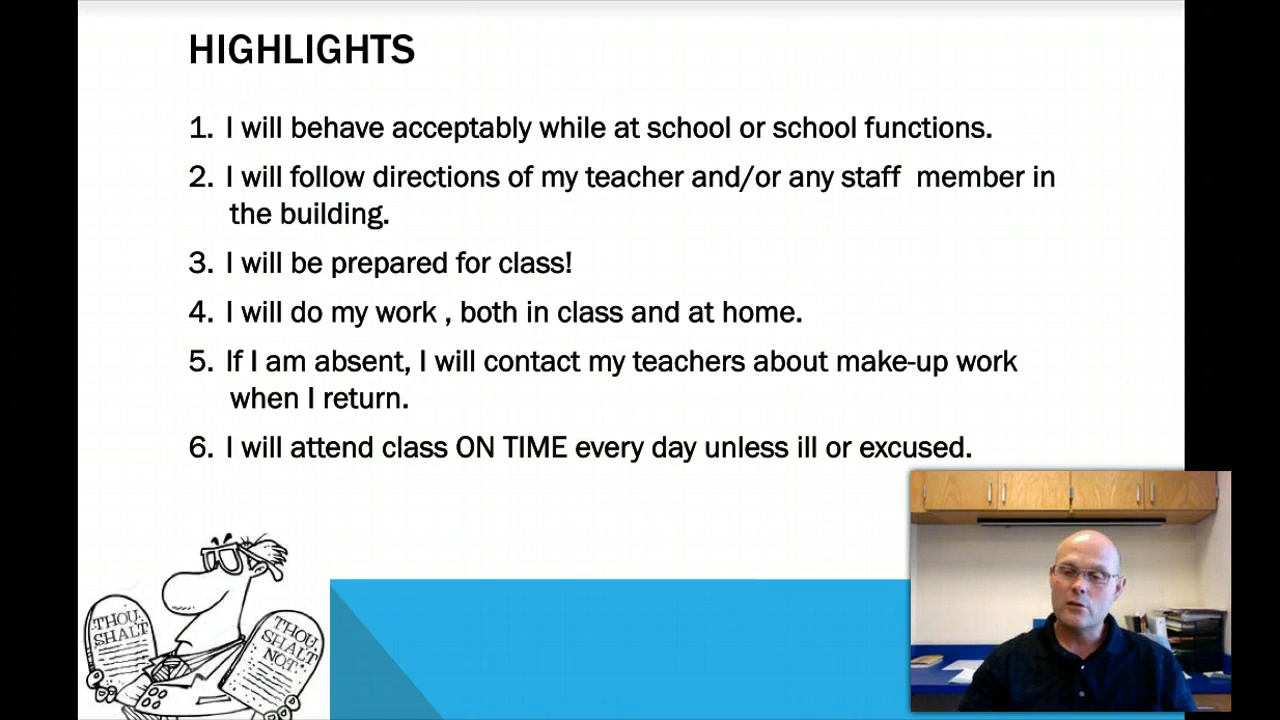 HIGHLIGHTS
1. I will behave acceptably while at school or school functions.
2. I will follow directions of my teacher and/or any staff  member in
the building.
3. I will be prepared for class!
4. I will do my work , both in class and at home.
5. If I am absent, I will contact my teachers about make-up work
when I return.
6. I will attend class ON TIME every day unless ill or excused.
THOU
SHALT
THOU
SHALT
NOT